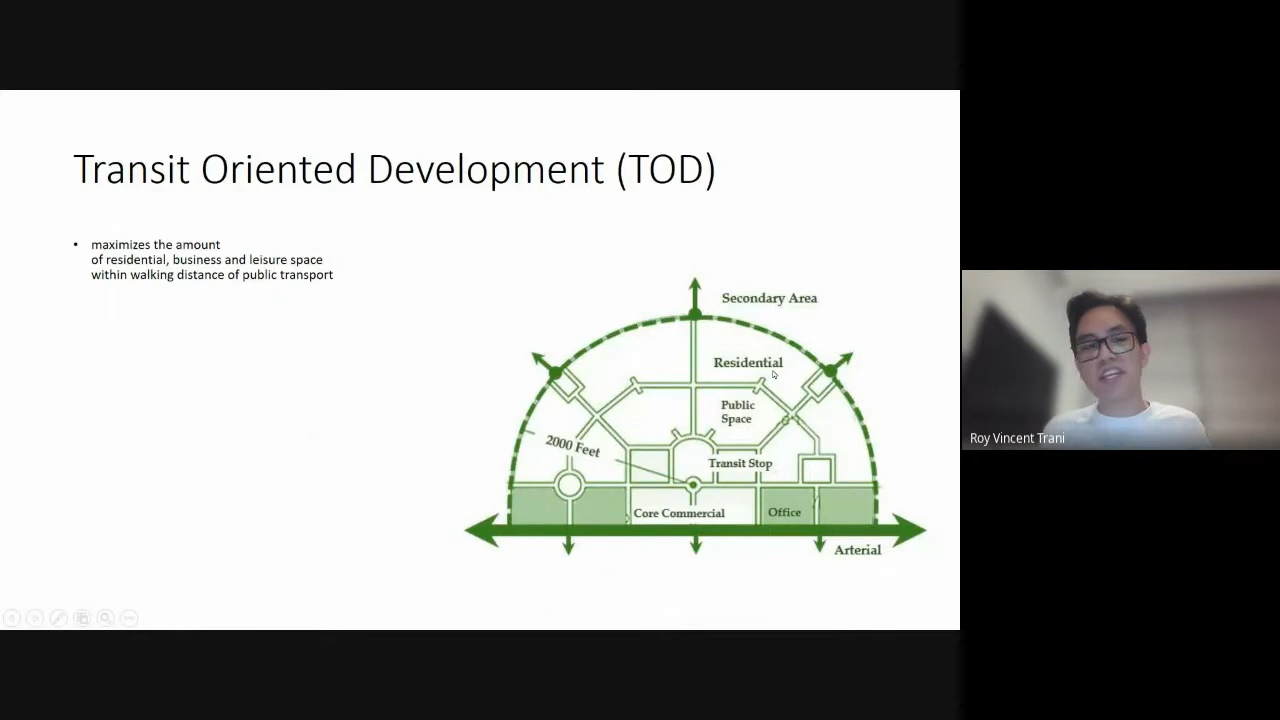 Transit Oriented Development (TOD)
• maximizes the amount
of residential, business and leisure space
within walking distance of public transport
Secondary Area
Residential
Public
Space
2000 Feet
Transit Stop
Core Commercial
Office
Arterial
Roy Vincent Trani